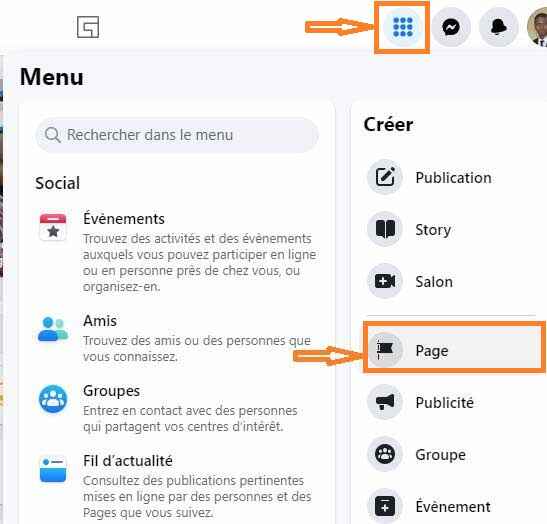 Menu
Rechercher dans le menu
Social
Évènements
Trouvez des activités et des évènements
auxquels vous pouvez participer en ligne
ou en personne près de chez vous, ou
organisez-en.
Amis
Trouvez des amis ou des personnes que
vous connaissez.
Groupes
Entrez en contact avec des personnes
qui partagent vos centres d'intérêt.
Fil d'actualité
Consultez des publications pertinentes
mises en ligne par des personnes et des
Pages que vous suivez.
Créer
Publication
Story
Salon
Page
Publicité
Groupe
Évènement